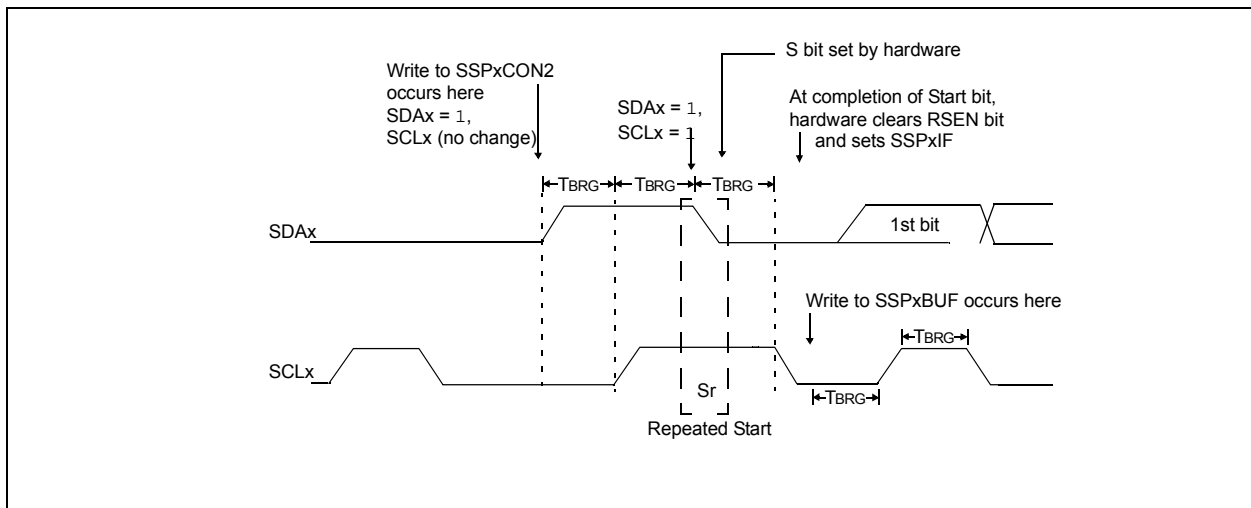 S bit set by hardware
Write to SSPxCON2
occurs here
SDAx = 1,
SCLx (no change)
SDAx = 1,
SCLx = 1
At completion of Start bit,
hardware clears RSEN bit
and sets SSPxIF
TBRG TBRG TBRG
SDAx
1st bit
Write to SSPxBUF occurs here
TBRG
SCLx
Sr
TBRG
Repeated Start